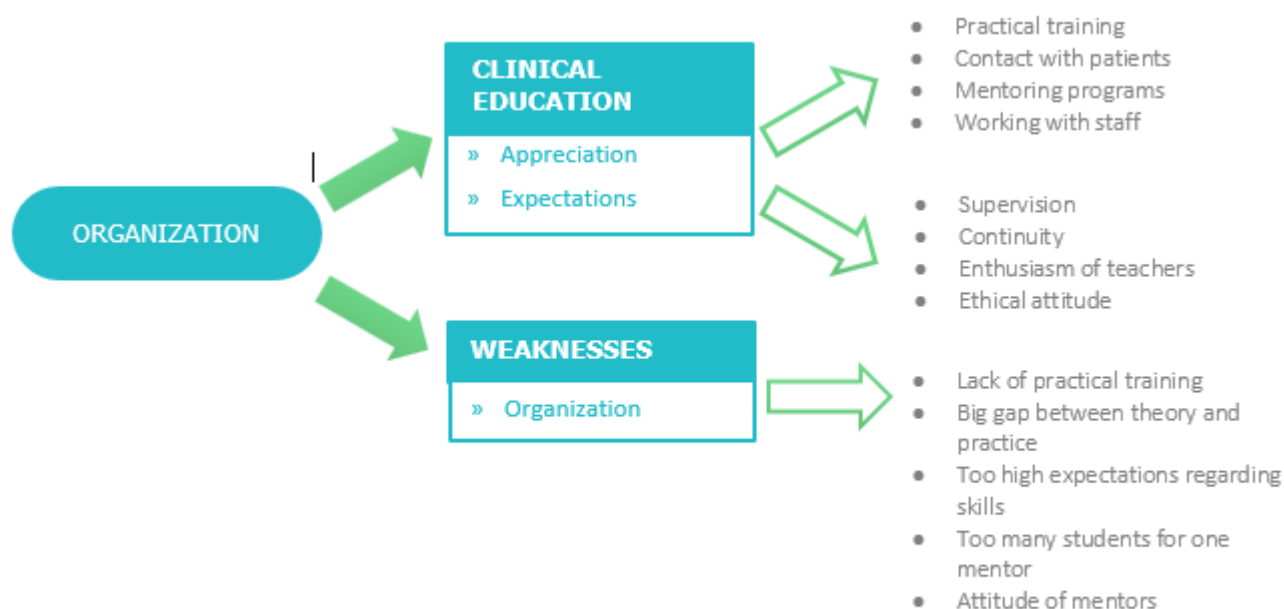 ORGANIZATION
CLINICAL
EDUCATION
» Appreciation
» Expectations
● Practical training
● Contact with patients
● Mentoring programs
● Working with staff
● Supervision
● Continuity
● Enthusiasm of teachers
● Ethical attitude
WEAKNESSES
» Organization
● Lack of practical training
● Big gap between theory and
practice
● Too high expectations regarding
skills
● Too many students for one
mentor
● Attitude of mentors